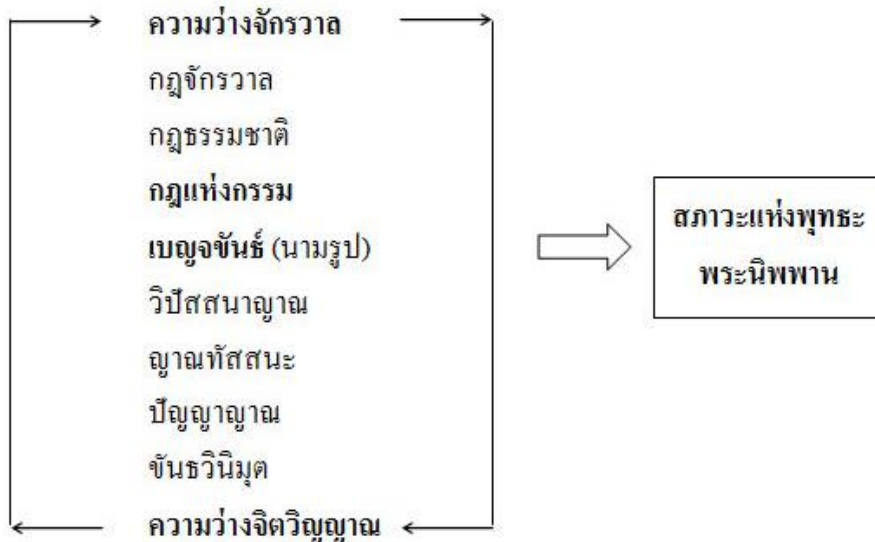 ความว่างจักรวาล
กฎจักรวาล
กฎธรรมชาติ
กฎแห่งกรรม
เบญจขันธ์ (นามรูป)
วิปัสสนาญาณ
ญาณทัสสนะ
ปัญญาญาณ
ขันธวินิมุต
ความว่างจิตวิญญาณ
สภาวะแห่งพุทธะ
พระนิพพาน